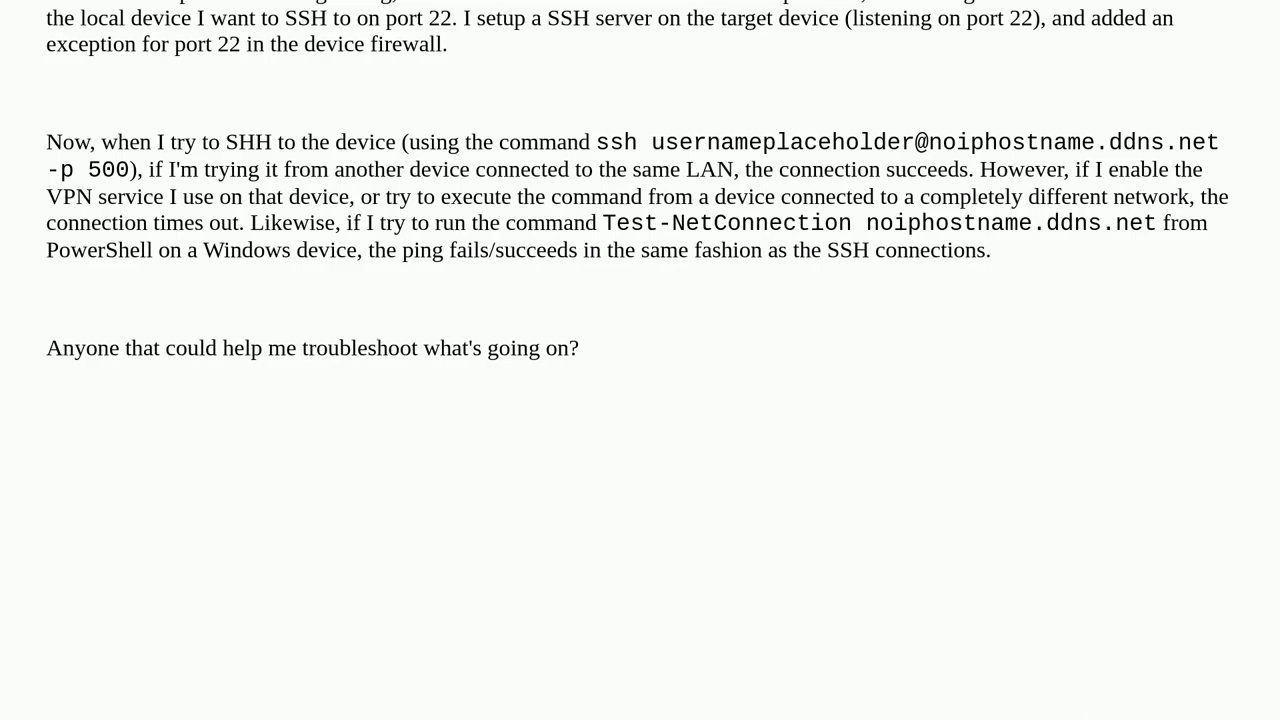 the local device I want to SSH to on port 22. I setup a SSH server on the target device (listening on port 22), and added an
exception for port 22 in the device firewall.
Now, when I try to SHH to the device (using the command ssh usernameplaceholder@noiphostname.ddns.net
-p 500), if I'm trying it from another device connected to the same LAN, the connection succeeds. However, if I enable the
VPN service I use on that device, or try to execute the command from a device connected to a completely different network, the
connection times out. Likewise, if I try to run the command Test-NetConnection noiphostname.ddns.net from
PowerShell on a Windows device, the ping fails/succeeds in the same fashion as the SSH connections.
Anyone that could help me troubleshoot what's going on?